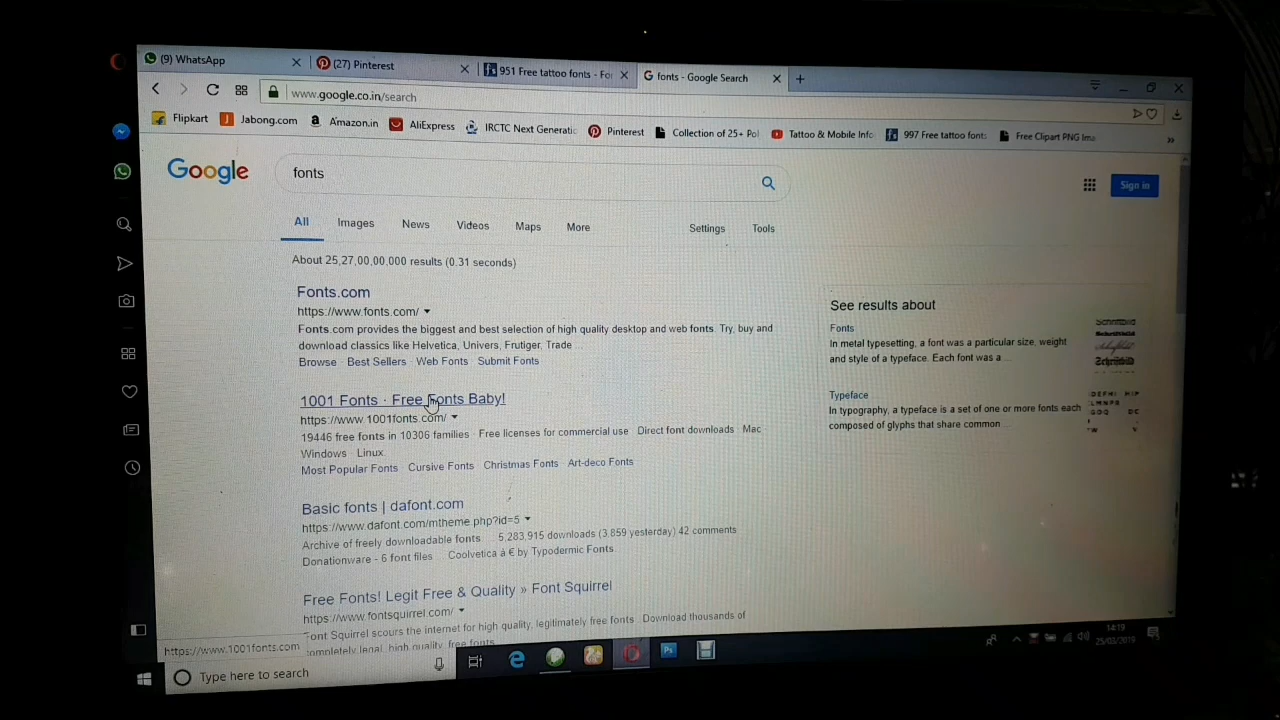 (9) WhatsApp
(27) Pinterest
951 Free tattoo fonts - Fo
fonts - Google Search
www.google.co.in/search
Flipkart
Jabong.com
Amazon.in
AliExpress
IRCTC Next Generatic
Pinterest
Collection of 25+ Pol
Tattoo & Mobile Info
997 Free tattoo fonts
Free Clipart PNG Ima
Google
fonts
Sign in
All Images News Videos Maps More Settings Tools
About 25,27,00,00,000 results (0.31 seconds)
Fonts.com
https://www.fonts.com/
Fonts.com provides the biggest and best selection of high quality desktop and web fonts. Try, buy and
download classics like Helvetica, Univers, Frutiger, Trade ...
Browse · Best Sellers · Web Fonts · Submit Fonts
1001 Fonts · Free Fonts Baby!
https://www.1001fonts.com/
19446 free fonts in 10306 families · Free licenses for commercial use · Direct font downloads · Mac ·
Windows · Linux.
Most Popular Fonts · Cursive Fonts · Christmas Fonts · Art-deco Fonts
Basic fonts | dafont.com
https://www.dafont.com/mtheme.php?id=5
Archive of freely downloadable fonts. ... 5,283,915 downloads (3,859 yesterday) 42 comments
Donationware - 6 font files ... Coolvetica à € by Typodermic Fonts.
Free Fonts! Legit Free & Quality » Font Squirrel
https://www.fontsquirrel.com/
Font Squirrel scours the internet for high quality, legitimately free fonts. Download thousands of
completely legal, high quality, free fonts.
See results about
Fonts
In metal typesetting, a font was a particular size, weight
and style of a typeface. Each font was a ...
Typeface
In typography, a typeface is a set of one or more fonts each
composed of glyphs that share common ...
https://www.1001fonts.com
Type here to search
Ps
14:19
25/03/2019